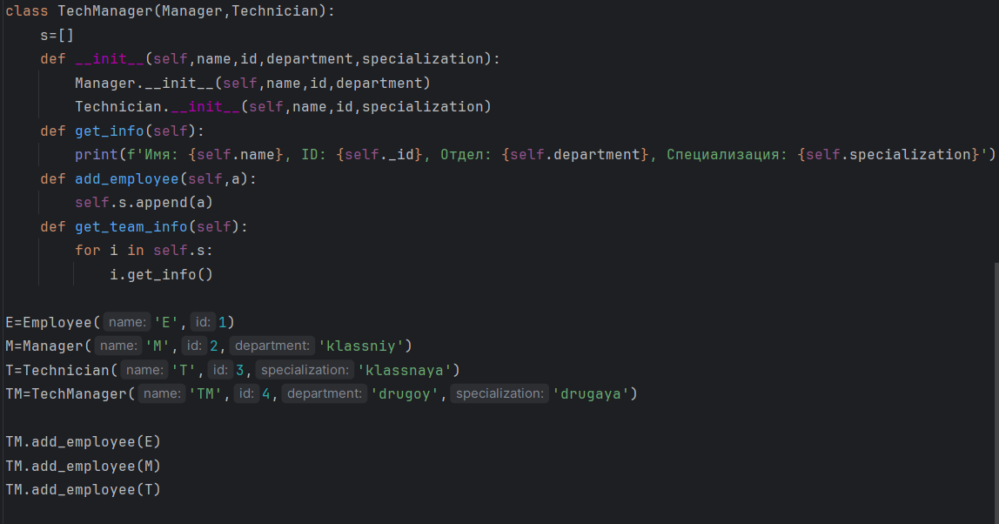 class TechManager(Manager,Technician):
    s=[]
    def __init__(self,name,id,department,specialization):
        Manager.__init__(self,name,id,department)
        Technician.__init__(self,name,id,specialization)
    def get_info(self):
        print(f'Имя: {self.name}, ID: {self._id}, Отдел: {self.department}, Специализация: {self.specialization}')
    def add_employee(self,a):
        self.s.append(a)
    def get_team_info(self):
        for i in self.s:
            i.get_info()
E=Employee( name: 'E', id: 1)
M=Manager( name: 'M', id: 2, department: 'klassniy')
T=Technician( name: 'T', id: 3, specialization: 'klassnaya')
TM=TechManager( name: 'TM', id: 4, department: 'drugoy', specialization: 'drugaya')
TM.add_employee(E)
TM.add_employee(M)
TM.add_employee(T)